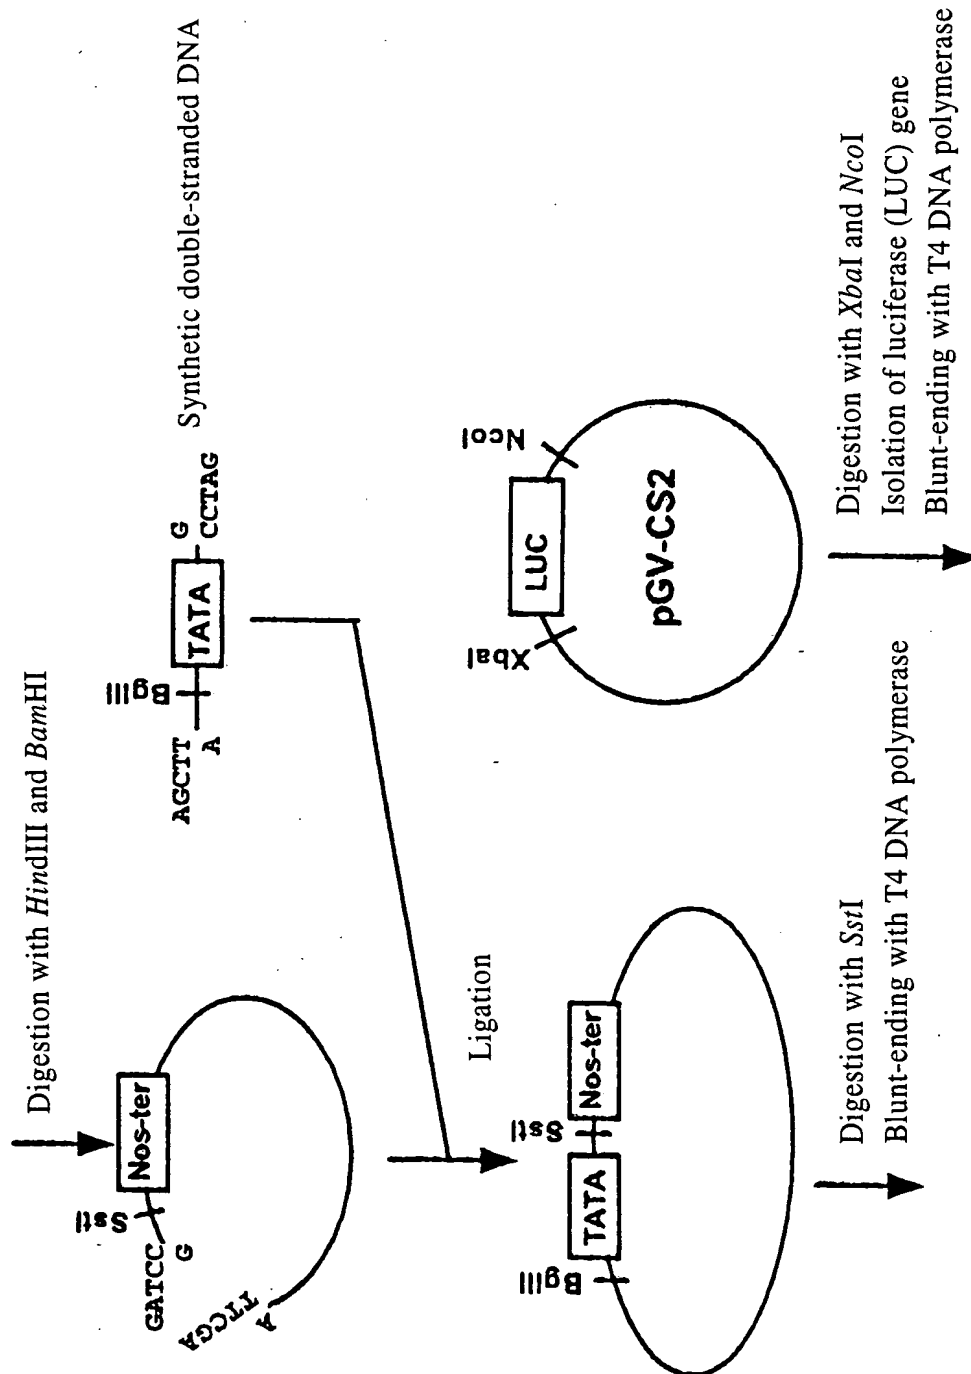 Digestion with HindIII and BamHI
Nos-ter
SstI
GATCC
G
TTCGA
A
AGCTT
A
BglII
TATA
G
CCTAG
Synthetic double-stranded DNA
Ligation
BglII
TATA
SstI
Nos-ter
XbaI
LUC
NcoI
pGV-CS2
Digestion with SstI
Blunt-ending with T4 DNA polymerase
Digestion with XbaI and NcoI
Isolation of luciferase (LUC) gene
Blunt-ending with T4 DNA polymerase